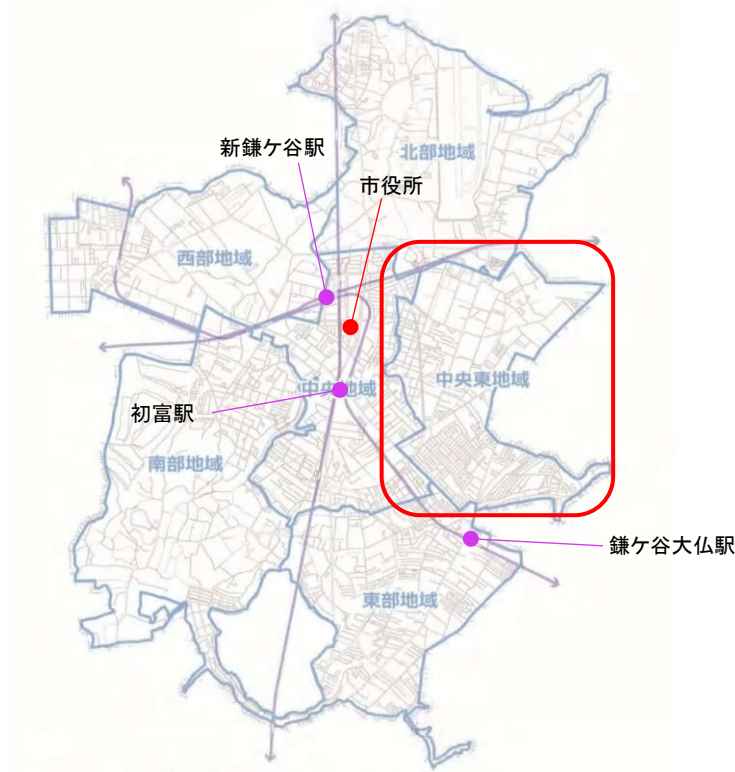 新鎌ケ谷駅
北部地域
市役所
西部地域
中央東地域
中央地域
初富駅
南部地域
鎌ケ谷大仏駅
東部地域